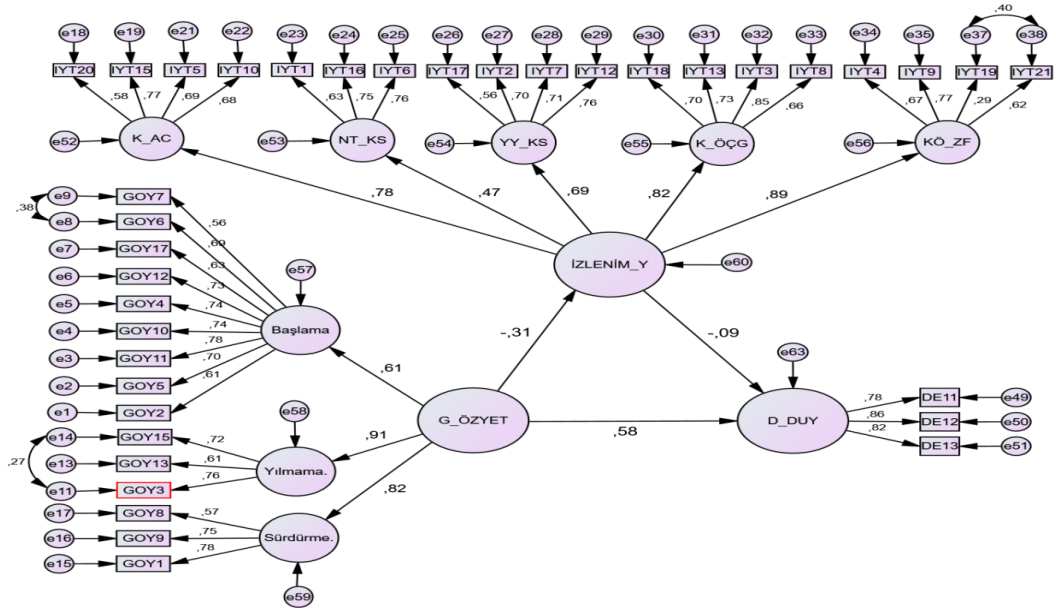 ,40
e18 e19 e21 e22 e23 e24 e25 e26 e27 e28 e29 e30 e31 e32 e33 e34 e35 e37 e38
IYT20 IYT15 IYT5 IYT10 IYT1 IYT16 IYT6 IYT17 IYT2 IYT7 IYT12 IYT18 IYT13 IYT3 IYT8 IYT4 IYT9 IYT19 IYT21
,58 ,77 ,69 ,68 ,63 ,75 ,76 ,56 ,70 ,71 ,76 ,70 ,73 ,85 ,66 ,67 ,77 ,29 ,62
e52 K_AC e53 NT_KS e54 YY_KS e55 K_ÖÇG e56 KÖ_ZF
,78 ,47 ,69 ,82 ,89
e9 GOY7 ,56
,38
e8 GOY6 ,69
e7 GOY17 ,63
e6 GOY12 ,73
e5 GOY4 ,74
e4 GOY10 ,74
e3 GOY11 ,78
e2 GOY5 ,70
e1 GOY2 ,61
e57
Başlama
İZLENİM_Y e60
-,31 -,09
,61
e63
e14 GOY15 ,72
,27
e13 GOY13 ,61
e11 GOY3 ,76
e58
Yılmama.
,91
G_ÖZYET
,58
D_DUY
,78 DE11 e49
,86 DE12 e50
,82 DE13 e51
,82
e17 GOY8 ,57
e16 GOY9 ,75
e15 GOY1 ,78
Sürdürme.
e59